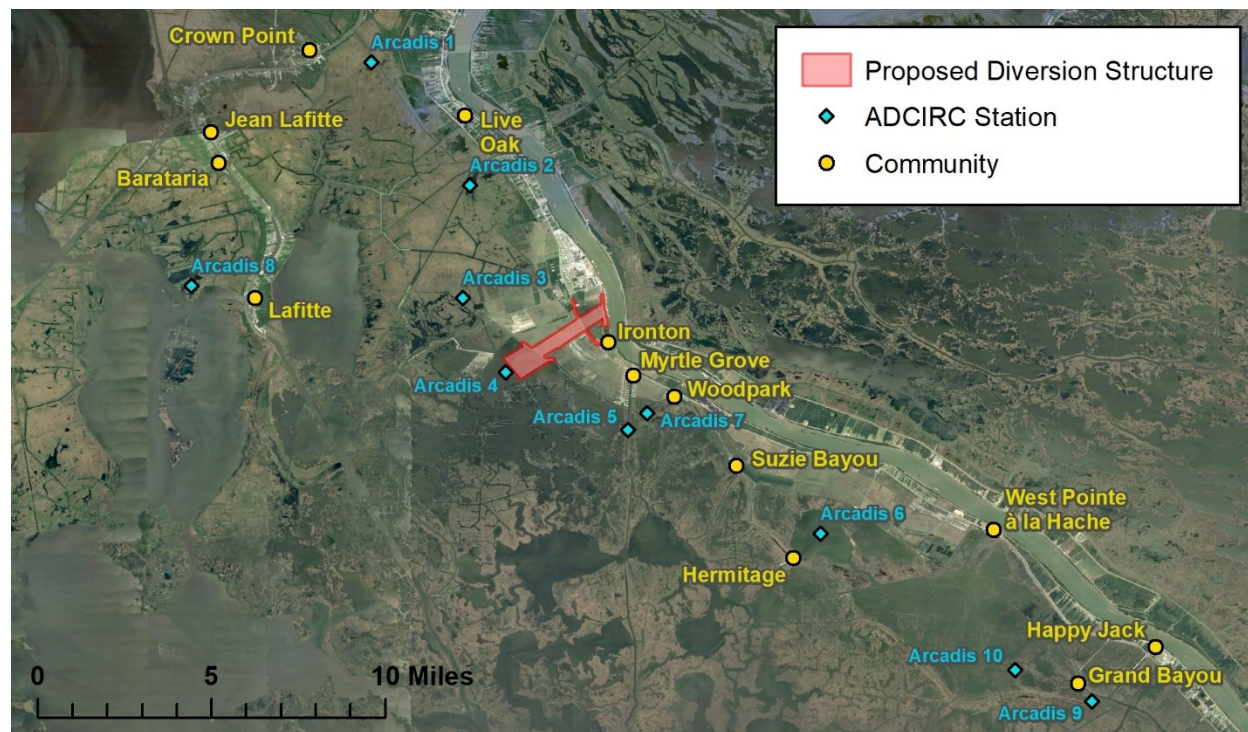 Crown Point
Arcadis 1
Proposed Diversion Structure
ADCIRC Station
Community
Jean Lafitte
Live
Oak
Barataria
Arcadis 2
Arcadis 8
Arcadis 3
Lafitte
Ironton
Myrtle Grove
Arcadis 4
Woodpark
Arcadis 5
Arcadis 7
Suzie Bayou
West Pointe
à la Hache
Arcadis 6
Hermitage
Happy Jack
Arcadis 10
Grand Bayou
Arcadis 9
0 5 10 Miles